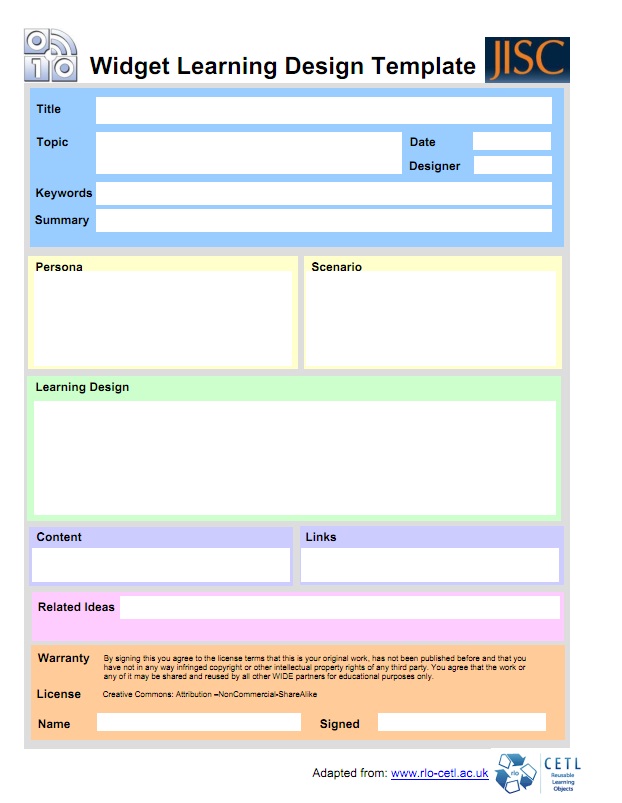 Widget Learning Design Template
JISC
Title
Topic
Date
Designer
Keywords
Summary
Persona
Scenario
Learning Design
Content
Links
Related Ideas
Warranty
By signing this you agree to the license terms that this is your original work, has not been published before and that you
have not in any way infringed copyright or other intellectual property rights of any third party. You agree that the work or
any of it may be shared and reused by all other WIDE partners for educational purposes only.
License
Creative Commons: Attribution –NonCommercial-ShareAlike
Name
Signed
Adapted from: www.rlo-cetl.ac.uk
rlo
CETL
Reusable
Learning
Objects